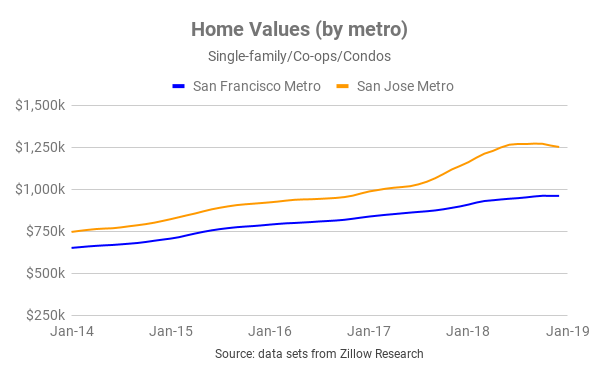 Home Values (by metro)
Single-family/Co-ops/Condos
San Francisco Metro
San Jose Metro
$1,500k
$1,250k
$1,000k
$750k
$500k
$250k
Jan-14 Jan-15 Jan-16 Jan-17 Jan-18 Jan-19
Source: data sets from Zillow Research